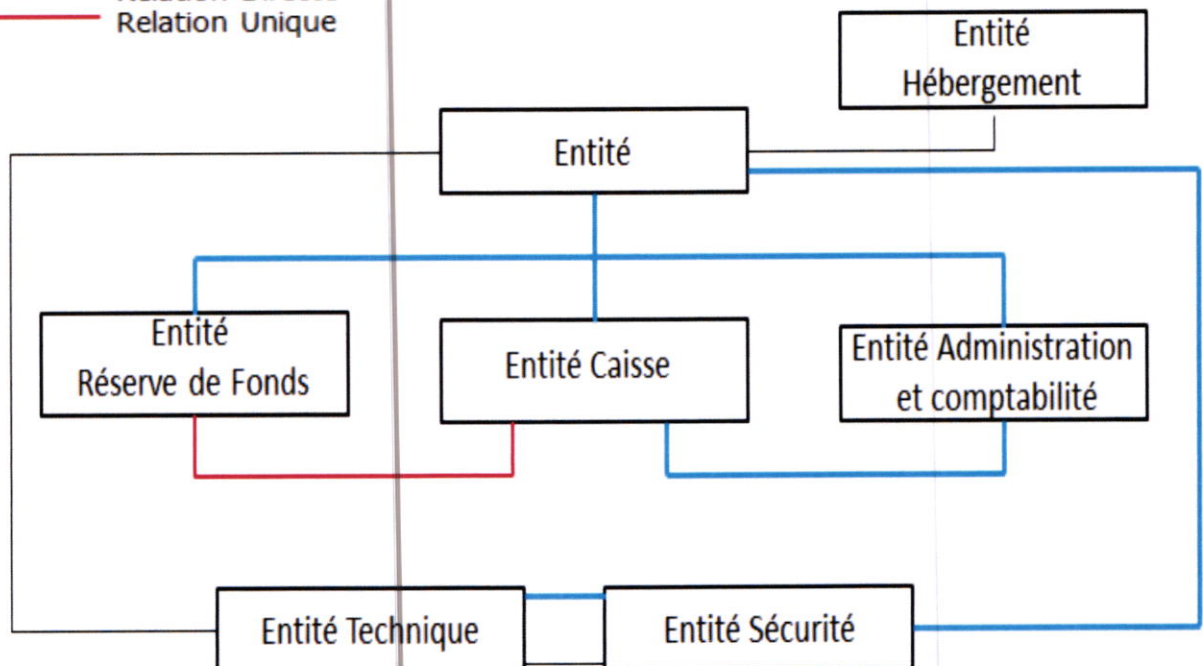 Relation Unique
Entité
Hébergement
Entité
Entité
Réserve de Fonds
Entité Caisse
Entité Administration
et comptabilité
Entité Technique
Entité Sécurité